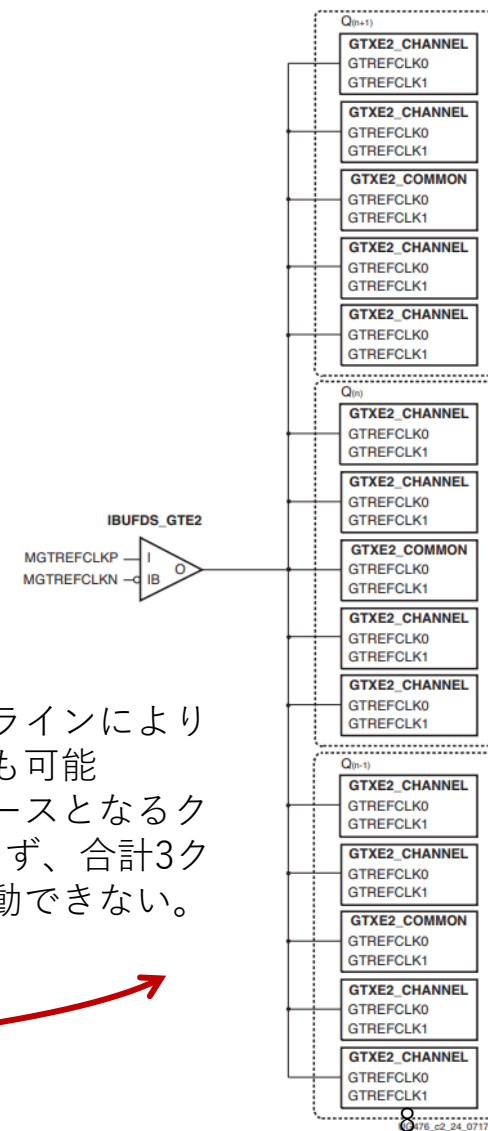 Q(n+1)
GTXE2_CHANNEL
GTREFCLK0
GTREFCLK1
GTXE2_CHANNEL
GTREFCLK0
GTREFCLK1
GTXE2_COMMON
GTREFCLK0
GTREFCLK1
GTXE2_CHANNEL
GTREFCLK0
GTREFCLK1
GTXE2_CHANNEL
GTREFCLK0
GTREFCLK1
Q(n)
GTXE2_CHANNEL
GTREFCLK0
GTREFCLK1
GTXE2_CHANNEL
GTREFCLK0
GTREFCLK1
IBUFDS_GTE2
MGTREFCLKP
I
O
MGTREFCLKN
IB
GTXE2_COMMON
GTREFCLK0
GTREFCLK1
GTXE2_CHANNEL
GTREFCLK0
GTREFCLK1
GTXE2_CHANNEL
GTREFCLK0
GTREFCLK1
ラインにより
も可能
ースとなるク
ず、合計3ク
動できない。
Q(n-1)
GTXE2_CHANNEL
GTREFCLK0
GTREFCLK1
GTXE2_CHANNEL
GTREFCLK0
GTREFCLK1
GTXE2_COMMON
GTREFCLK0
GTREFCLK1
GTXE2_CHANNEL
GTREFCLK0
GTREFCLK1
GTXE2_CHANNEL
GTREFCLK0
GTREFCLK1
8